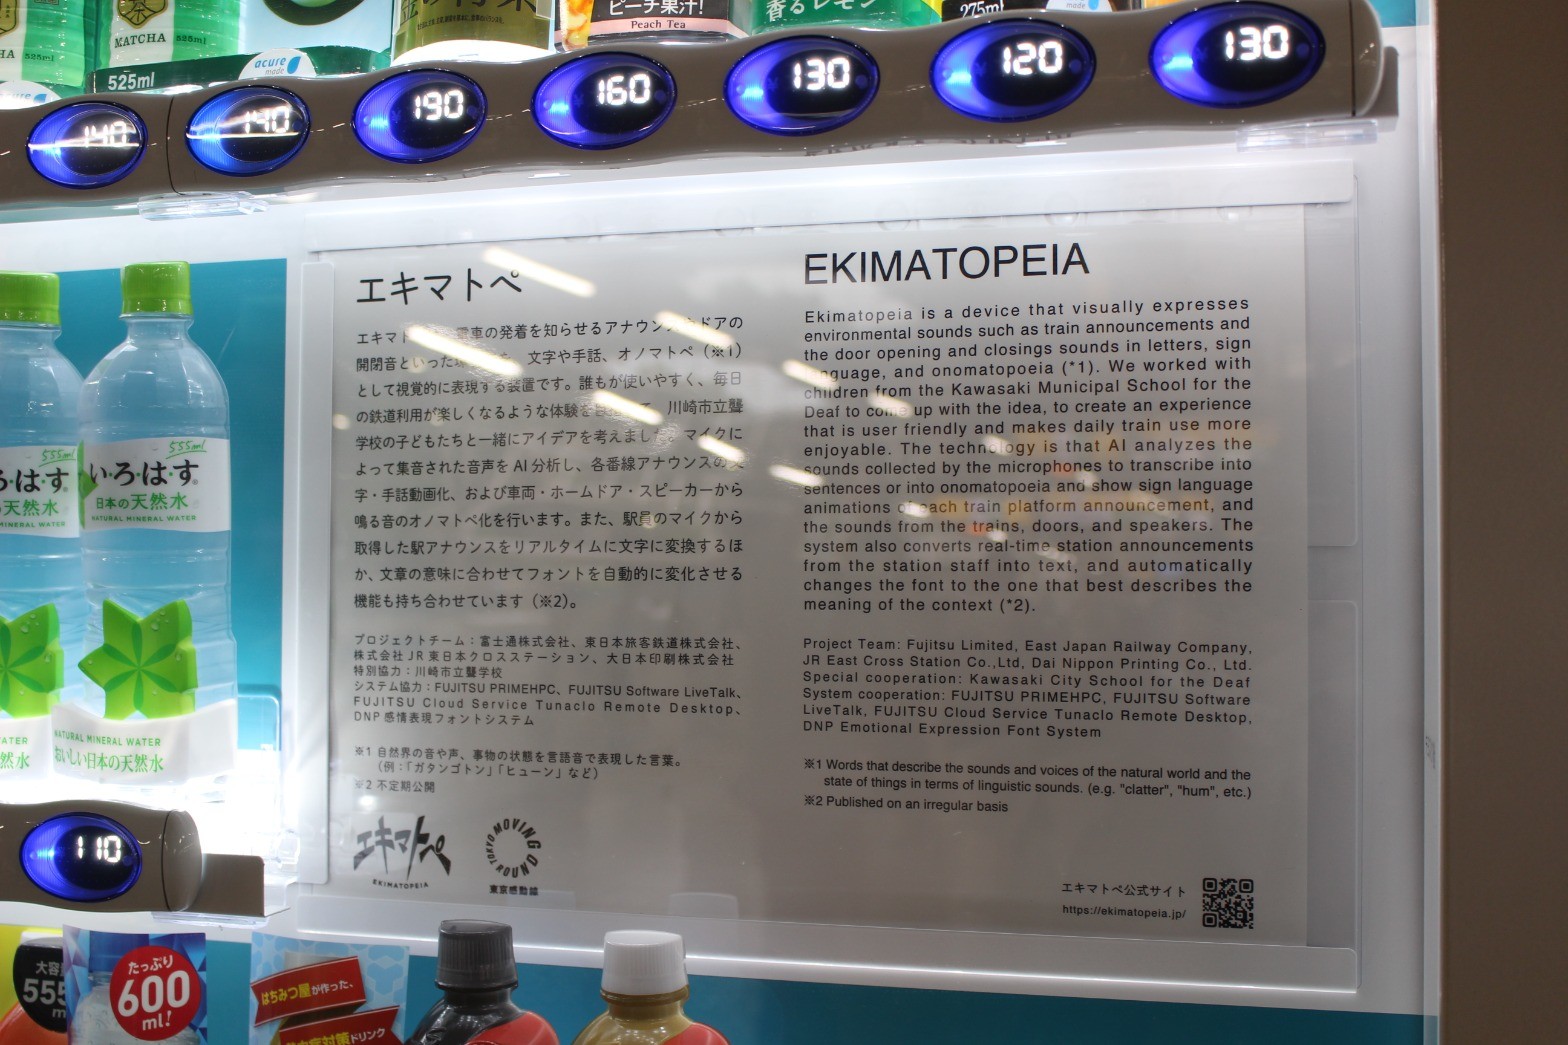 MATCHA 525ml
MATCHA 525ml
525ml
acure
made
ピーチ果汁!
Peach Tea
香るレモン
275ml
made
140
140
190
160
130
120
130
エキマトペ
エキマト 電車の発着を知らせるアナウン ドアの
開閉音といった 文字や手話、オノマトペ(※1)
として視覚的に表現する装置です。誰もが使いやすく、毎日
の鉄道利用が楽しくなるような体験を 川崎市立聾
学校の子どもたちと一緒にアイデアを考えました。マイクに
よって集音された音声をAI分析し、各番線アナウンスの文
字・手話動画化、および車両・ホームドア・スピーカーから
鳴る音のオノマトペ化を行います。また、駅員のマイクから
取得した駅アナウンスをリアルタイムに文字に変換するほ
か、文章の意味に合わせてフォントを自動的に変化させる
機能も持ち合わせています(※2)。
プロジェクトチーム:富士通株式会社、東日本旅客鉄道株式会社、
株式会社JR東日本クロスステーション、大日本印刷株式会社
特別協力:川崎市立聾学校
システム協力:FUJITSU PRIMEHPC、FUJITSU Software LiveTalk、
FUJITSU Cloud Service Tunaclo Remote Desktop、
DNP 感情表現フォントシステム
※1 自然界の音や声、事物の状態を言語音で表現した言葉。
(例:「ガタンゴトン」「ヒューン」など)
※2 不定期公開
エキマトペ
EKIMATOPEIA
TOKYO MOVING ROUND
東京感動線
EKIMATOPEIA
Ekimatopeia is a device that visually expresses
environmental sounds such as train announcements and
the door opening and closings sounds in letters, sign
language, and onomatopoeia (*1). We worked with
children from the Kawasaki Municipal School for the
Deaf to come up with the idea, to create an experience
that is user friendly and makes daily train use more
enjoyable. The technology is that AI analyzes the
sounds collected by the microphones to transcribe into
sentences or into onomatopoeia and show sign language
animations of each train platform announcement, and
the sounds from the trains, doors, and speakers. The
system also converts real-time station announcements
from the station staff into text, and automatically
changes the font to the one that best describes the
meaning of the context (*2).
Project Team: Fujitsu Limited, East Japan Railway Company,
JR East Cross Station Co.,Ltd, Dai Nippon Printing Co., Ltd.
Special cooperation: Kawasaki City School for the Deaf
System cooperation: FUJITSU PRIMEHPC, FUJITSU Software
LiveTalk, FUJITSU Cloud Service Tunaclo Remote Desktop,
DNP Emotional Expression Font System
※1 Words that describe the sounds and voices of the natural world and the
state of things in terms of linguistic sounds. (e.g. "clatter", "hum", etc.)
※2 Published on an irregular basis
エキマトペ公式サイト
https://ekimatopeia.jp/
555ml
ろ・は・す
天然水
MINERAL WATER
555ml
い・ろ・は・す
日本の天然水
NATURAL MINERAL WATER
NATURAL MINERAL WATER
おいしい日本の天然水
110
大容
555
たっぷり
600
ml!
はちみつ屋が作った、
対策ドリンク